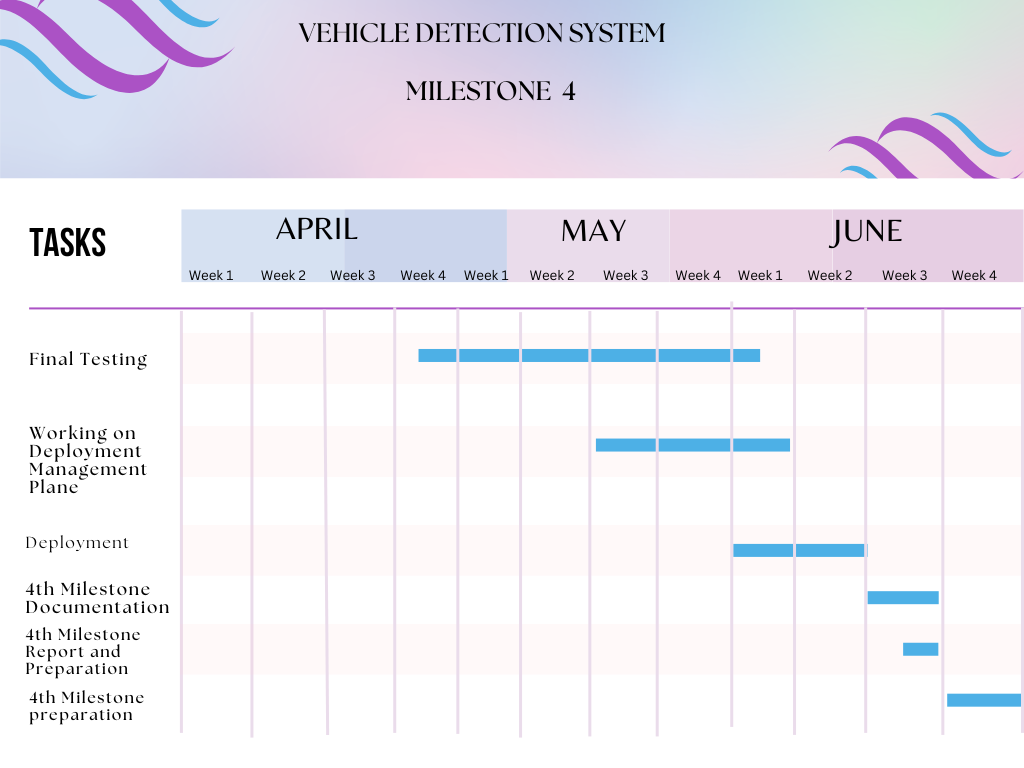 VEHICLE DETECTION SYSTEM
MILESTONE 4
TASKS
APRIL MAY JUNE
Week 1 Week 2 Week 3 Week 4 Week 1 Week 2 Week 3 Week 4 Week 1 Week 2 Week 3 Week 4
Final Testing
Working on
Deployment
Management
Plane
Deployment
4th Milestone
Documentation
4th Milestone
Report and
Preparation
4th Milestone
preparation